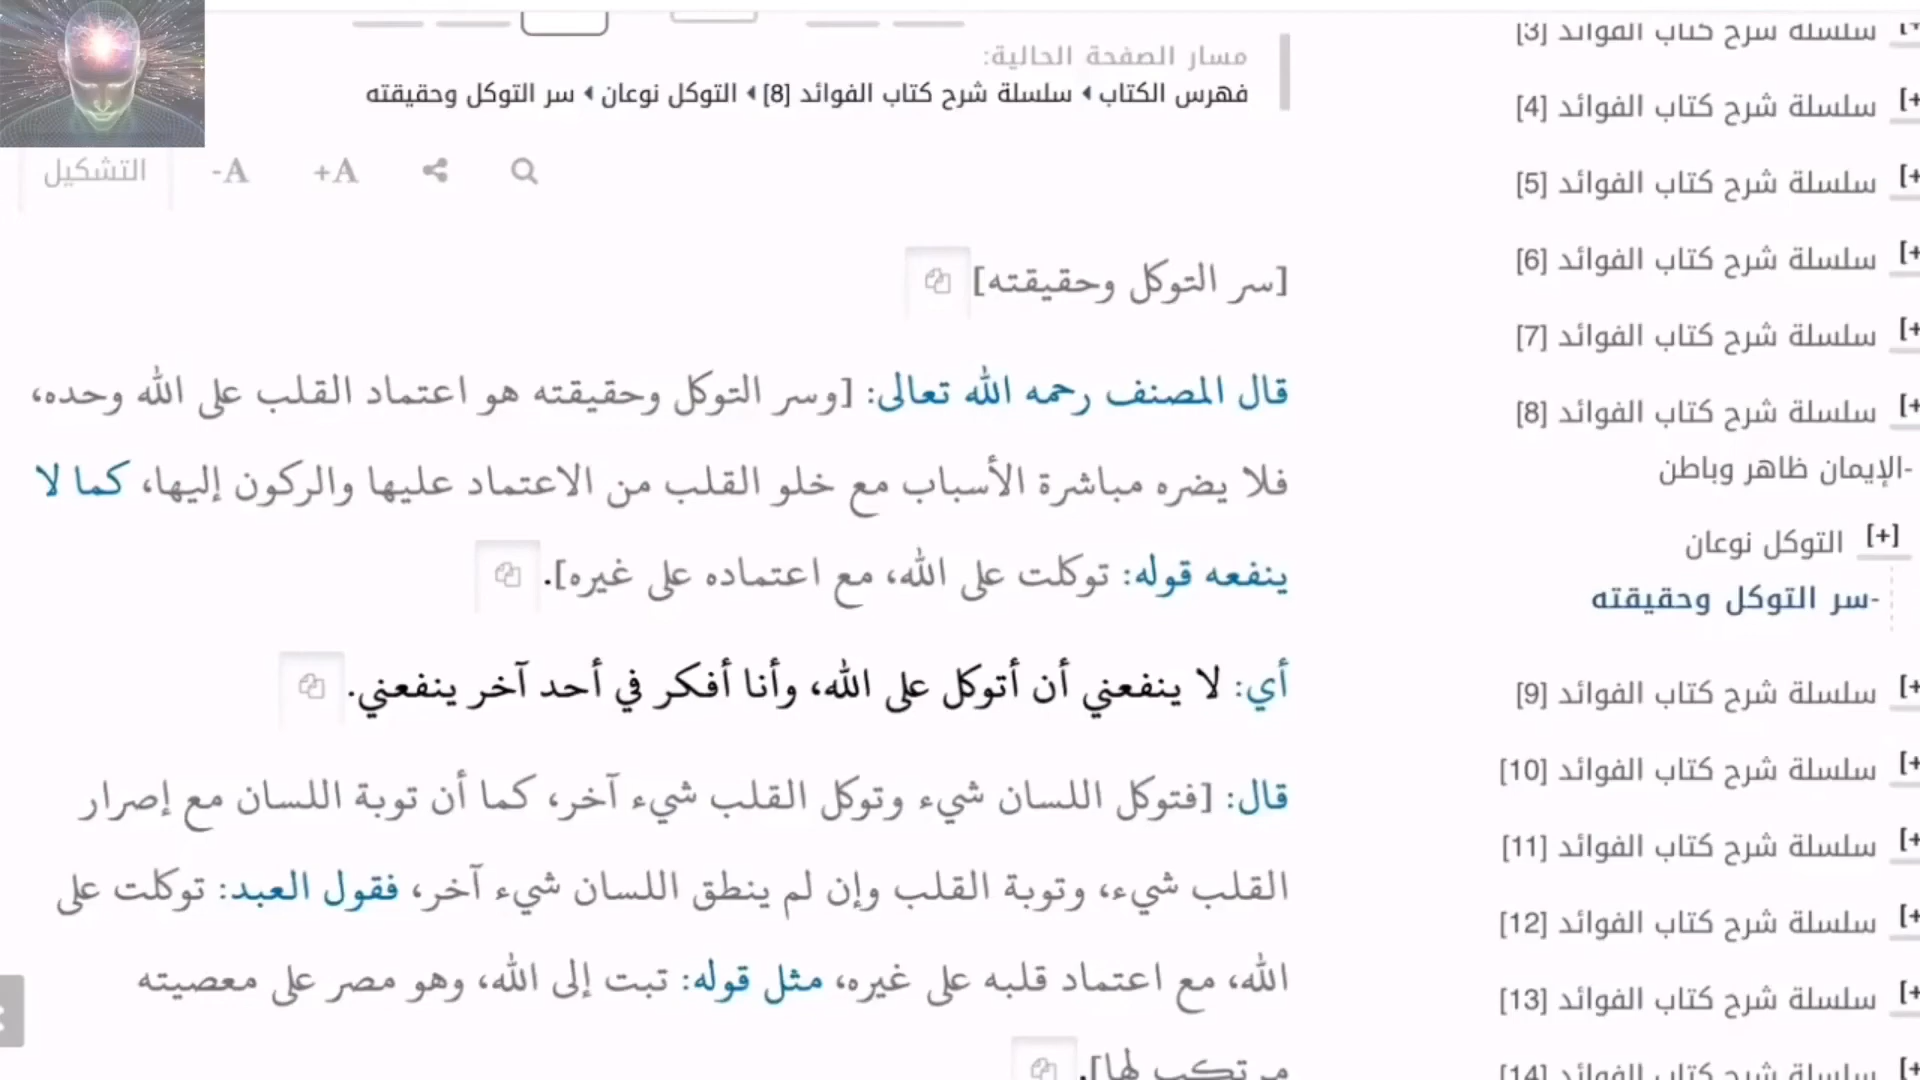 مسار الصفحة الحالية:
فهرس الكتاب سلسلة شرح كتاب الفوائد [8] التوكل نوعان سر التوكل وحقيقته
التشكيل
-A
+A
[سر التوكل وحقيقته]
قال المصنف رحمه الله تعالى: [وسر التوكل وحقيقته هو اعتماد القلب على الله وحده،
فلا يضره مباشرة الأسباب مع خلو القلب من الاعتماد عليها والركون إليها، كما لا
ينفعه قوله: توكلت على الله، مع اعتماده على غيره].
أي: لا ينفعني أن أتوكل على الله، وأنا أفكر في أحد آخر ينفعني.
قال: [فتوكل اللسان شيء وتوكل القلب شيء آخر، كما أن توبة اللسان مع إصرار
القلب شيء، وتوبة القلب وإن لم ينطق اللسان شيء آخر، فقول العبد: توكلت على
الله، مع اعتماد قلبه على غيره، مثل قوله: تبت إلى الله، وهو مصر على معصيته
مرتكب لها].
سلسلة شرح كتاب الفوائد [3]
[+ سلسلة شرح كتاب الفوائد [4]
[+ سلسلة شرح كتاب الفوائد [5]
[+ سلسلة شرح كتاب الفوائد [6]
[+ سلسلة شرح كتاب الفوائد [7]
[+ سلسلة شرح كتاب الفوائد [8]
-الإيمان ظاهر وباطن
[+] التوكل نوعان
-سر التوكل وحقيقته
[+ سلسلة شرح كتاب الفوائد [9]
[+ سلسلة شرح كتاب الفوائد [10]
[+ سلسلة شرح كتاب الفوائد [11]
[+ سلسلة شرح كتاب الفوائد [12]
[+ سلسلة شرح كتاب الفوائد [13]
[+ سلسلة شرح كتاب الفوائد [14]